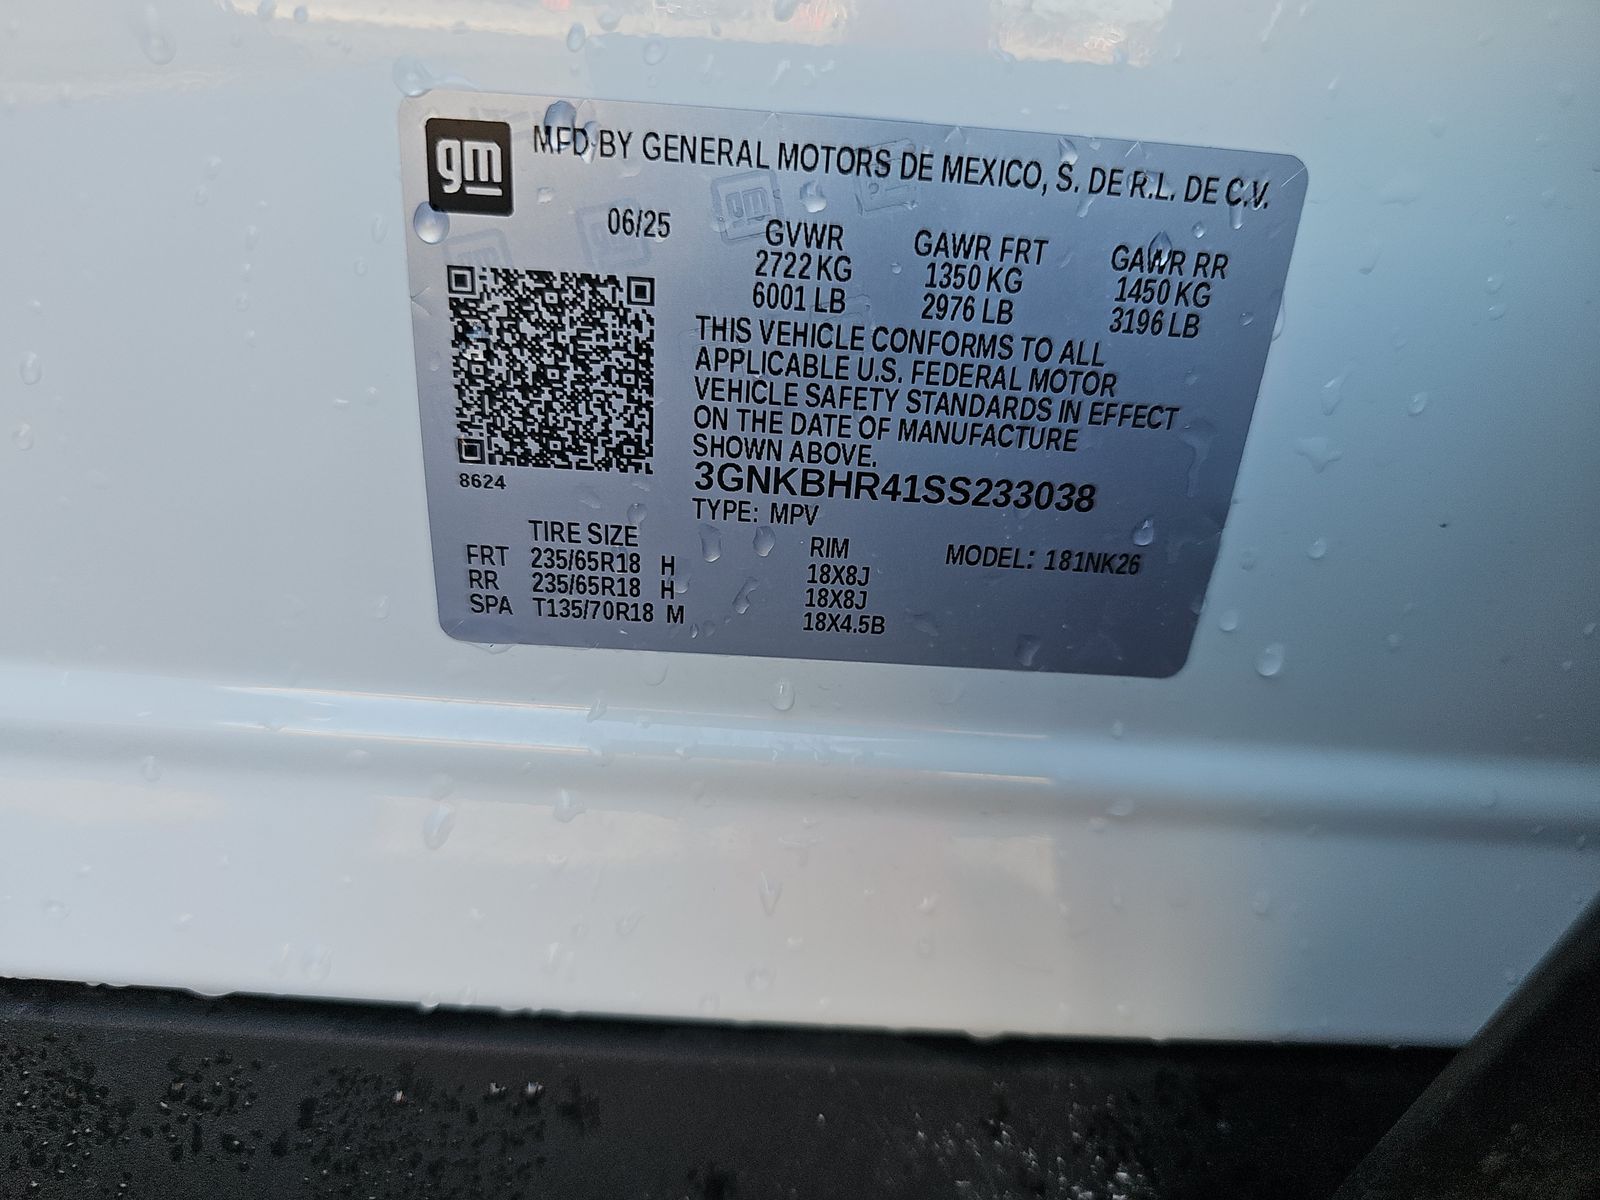 gm
MFD BY GENERAL MOTORS DE MEXICO, S. DE R.L. DE C.V.
06/25
GVWR GAWR FRT GAWR RR
2722 KG 1350 KG 1450 KG
6001 LB 2976 LB 3196 LB
THIS VEHICLE CONFORMS TO ALL
APPLICABLE U.S. FEDERAL MOTOR
VEHICLE SAFETY STANDARDS IN EFFECT
ON THE DATE OF MANUFACTURE
SHOWN ABOVE.
8624
3GNKBHR41SS233038
TYPE: MPV
MODEL: 181NK26
TIRE SIZE RIM
FRT 235/65R18 H 18X8J
RR 235/65R18 H 18X8J
SPA T135/70R18 M 18X4.5B